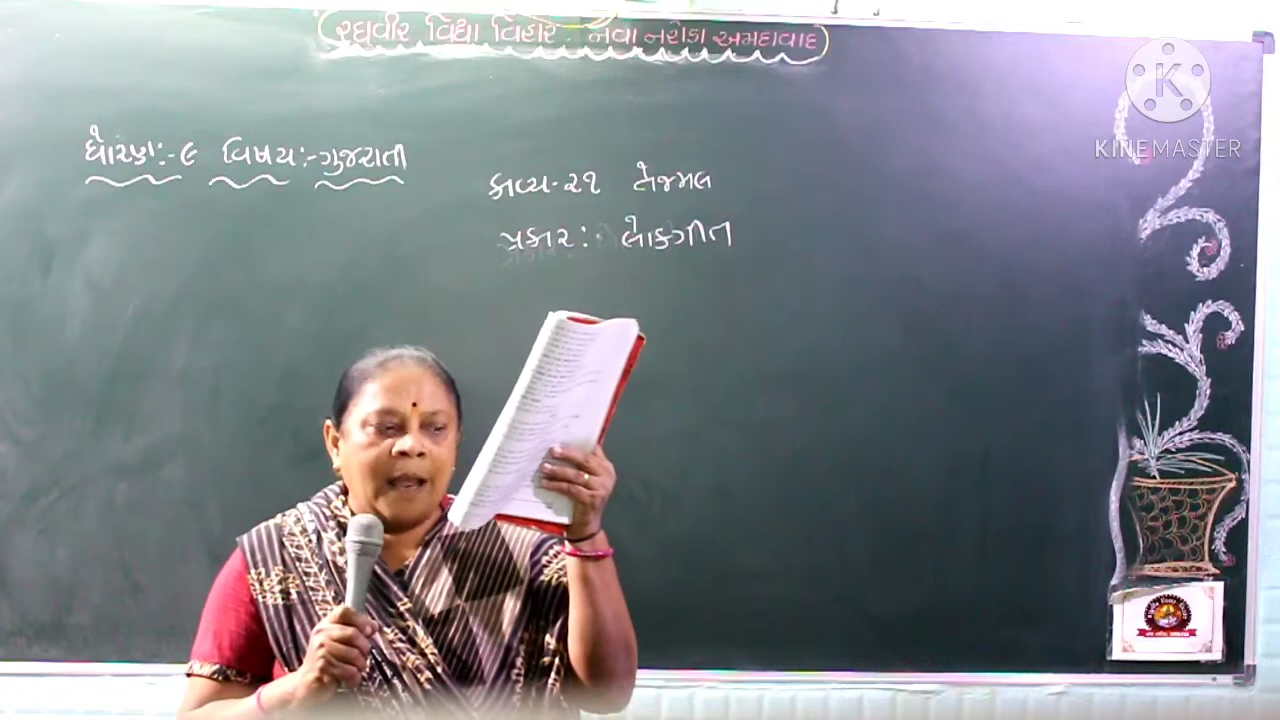 રઘુવીર વિદ્યા વિહાર નવા નરોડા અમદાવાદ
ધોરણ:-૯ વિષય:-ગુજરાતી
કાવ્ય-૨૧ તેજમલ
પ્રકાર: લોકગીત
KINEMASTER